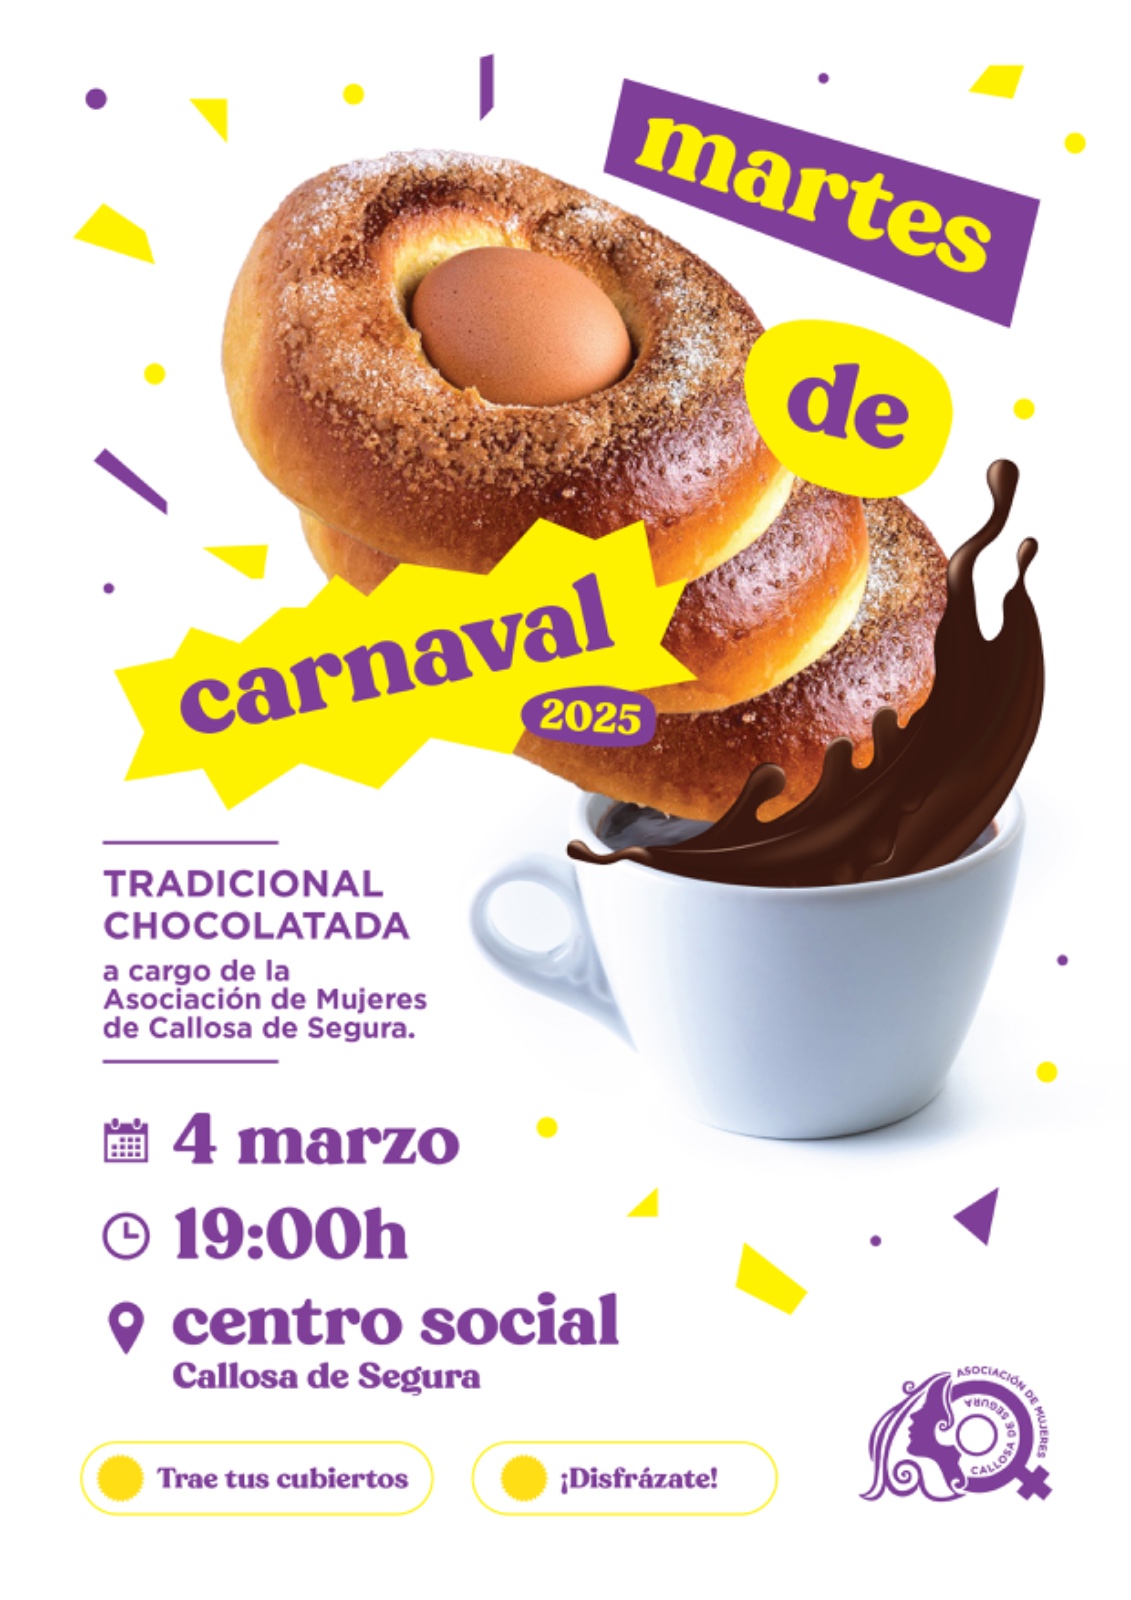 martes
de
carnaval
2025
TRADICIONAL
CHOCOLATADA
a cargo de la
Asociación de Mujeres
de Callosa de Segura.
4 marzo
19:00h
centro social
Callosa de Segura
Trae tus cubiertos
¡Disfrázate!
ASOCIACIÓN DE MUJERES
CALLOSA DE SEGURA